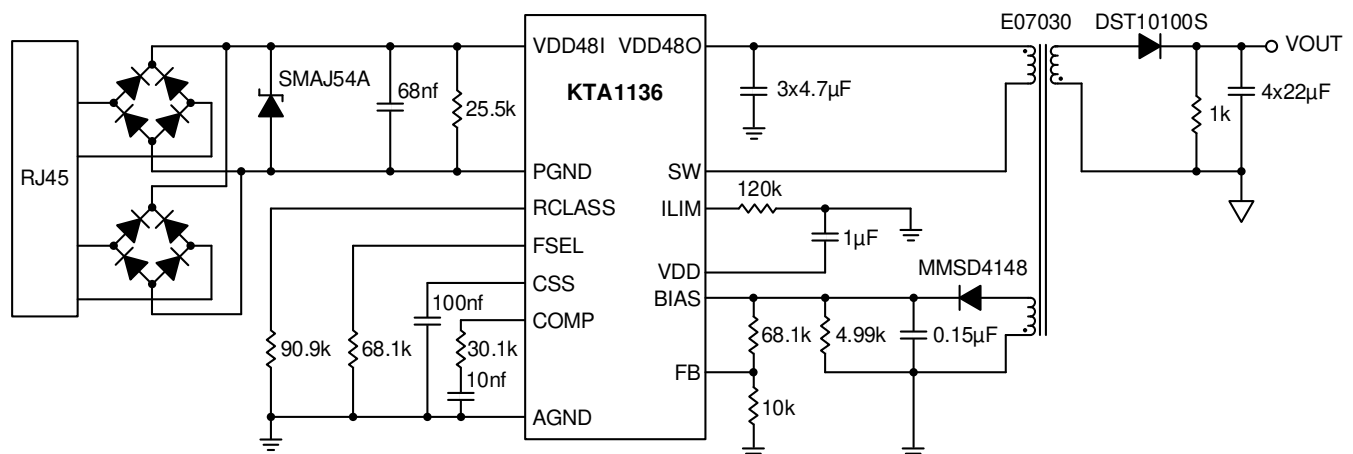 E07030 DST10100S
VDD48I VDD48O
VOUT
SMAJ54A
KTA1136
68nf
25.5k
3x4.7µF
1k
4x22µF
RJ45
PGND SW
120k
RCLASS ILIM
1µF
FSEL
VDD
MMSD4148
CSS
BIAS
100nf
COMP
90.9k
68.1k
30.1k
68.1k
4.99k
0.15µF
FB
10nf
10k
AGND